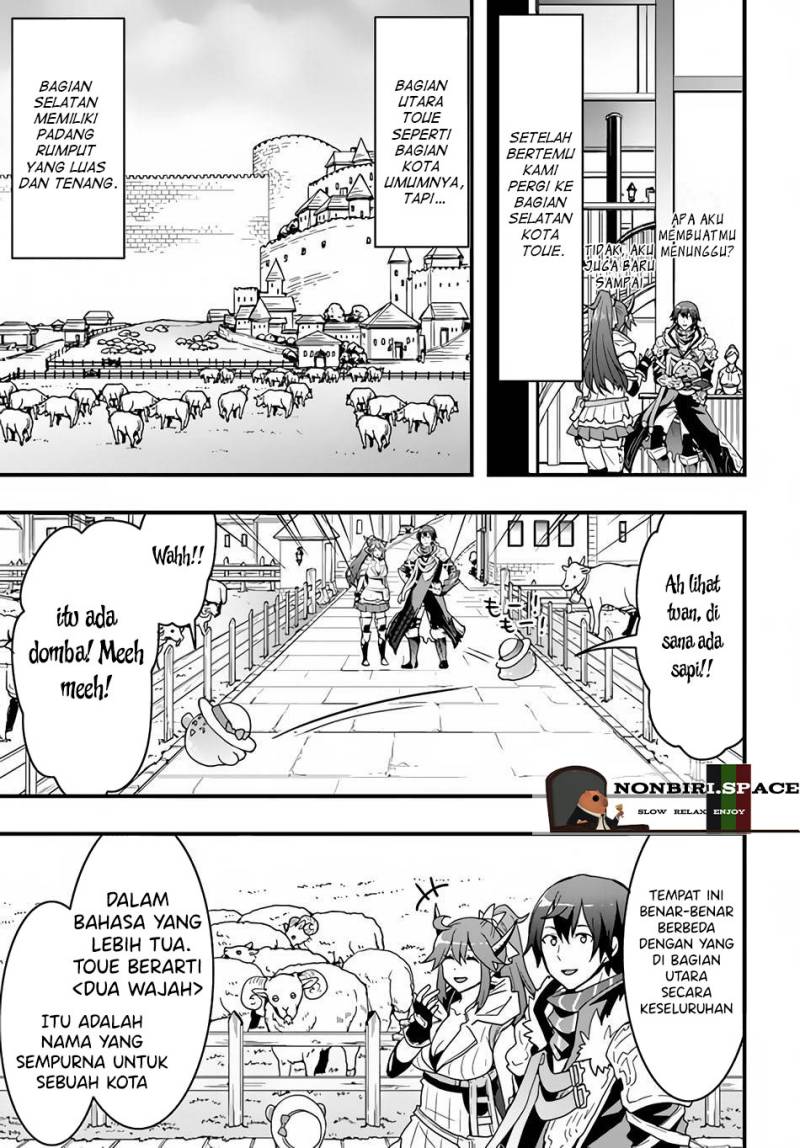 APA AKU
MEMBUATMU
MENUNGGU?
TIDAK, AKU
JUGA BARU
SAMPAI
SETELAH
BERTEMU
KAMI
PERGI KE
BAGIAN
SELATAN
KOTA
TOUE.
BAGIAN
UTARA
TOUE
SEPERTI
BAGIAN
KOTA
UMUMNYA,
TAPI...
BAGIAN
SELATAN
MEMILIKI
PADANG
RUMPUT
YANG LUAS
DAN TENANG.
Ah lihat
tuan, di
sana ada
sapi!!
もー!!
もー!!
Wahh!!
itu ada
domba! Meeh
meeh!
NONBIRI.SPACE
SLOW RELAX ENJOY
TEMPAT INI
BENAR-BENAR
BERBEDA
DENGAN YANG
DI BAGIAN
UTARA
SECARA
KESELURUHAN
DALAM
BAHASA YANG
LEBIH TUA.
TOUE BERARTI
<DUA WAJAH>
ITU ADALAH
NAMA YANG
SEMPURNA UNTUK
SEBUAH KOTA